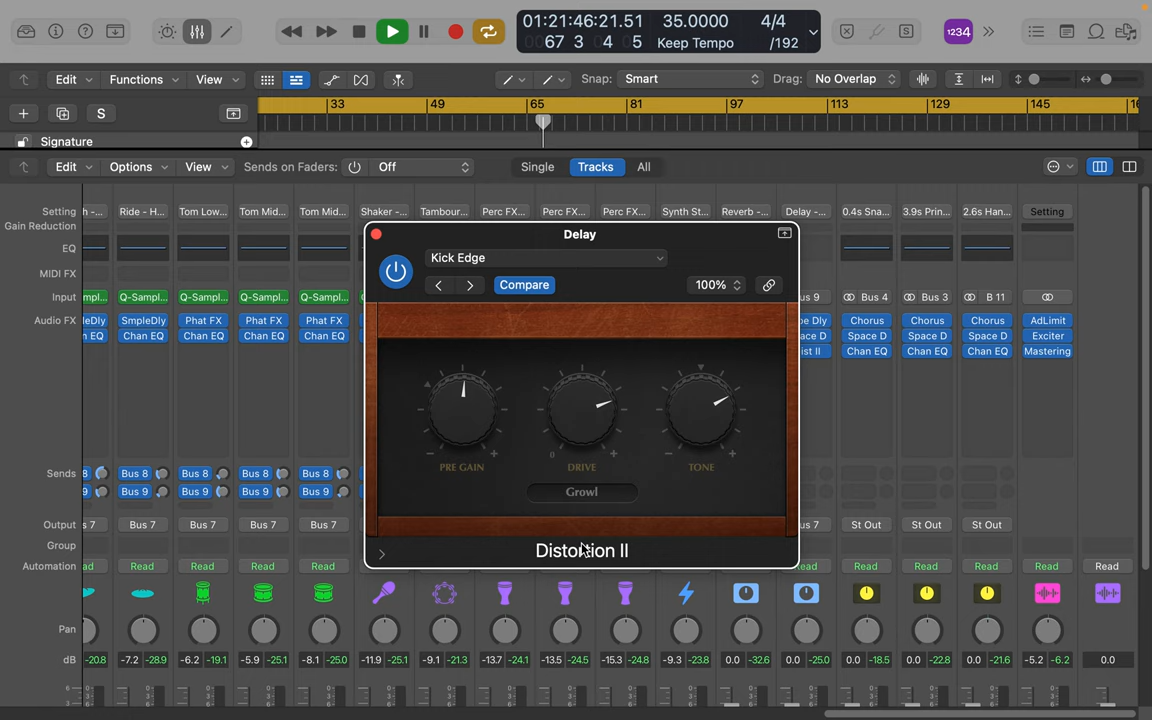 01:21:46:21.51 35.0000 4/4
67 3 4 5 Keep Tempo /192
1234
Edit Functions View Snap: Smart Drag: No Overlap
S 33 49 65 81 97 113 129 145
Signature
Edit Options View Sends on Faders: Off Single Tracks All
Setting Ride - H... Tom Low... Tom Mid... Tom Mid... Shaker -... Tambour... Perc FX... Perc FX... Perc FX... Synth St... Reverb -... Delay -... 0.4s Sna... 3.9s Prin... 2.6s Han... Setting
Gain Reduction
Delay
EQ
Kick Edge
MIDI FX
Compare 100%
Input Q-Sampl... Q-Sampl... Q-Sampl... Q-Sampl... Bus 4 Bus 3 B 11
Audio FX SmpleDly Phat FX Phat FX Phat FX Chorus Chorus Chorus AdLimit
Chan EQ Chan EQ Chan EQ Chan EQ Space D Space D Space D Exciter
Chan EQ Chan EQ Chan EQ Mastering
PRE GAIN DRIVE TONE
Sends Bus 8 Bus 8 Bus 8 Bus 8
Bus 9 Bus 9 Bus 9 Bus 9
Growl
Output Bus 7 Bus 7 Bus 7 Bus 7 St Out St Out St Out
Group
Distortion II
Automation Read Read Read Read Read Read Read Read Read
Pan
dB -20.8 -7.2 -28.9 -6.2 -19.1 -5.9 -25.1 -8.1 -25.0 -11.9 -25.1 -9.1 -21.3 -13.7 -24.1 -13.5 -24.5 -15.3 -24.8 -9.3 -23.8 0.0 -32.6 0.0 -25.0 0.0 -18.5 0.0 -22.8 0.0 -21.6 -5.2 -6.2 0.0